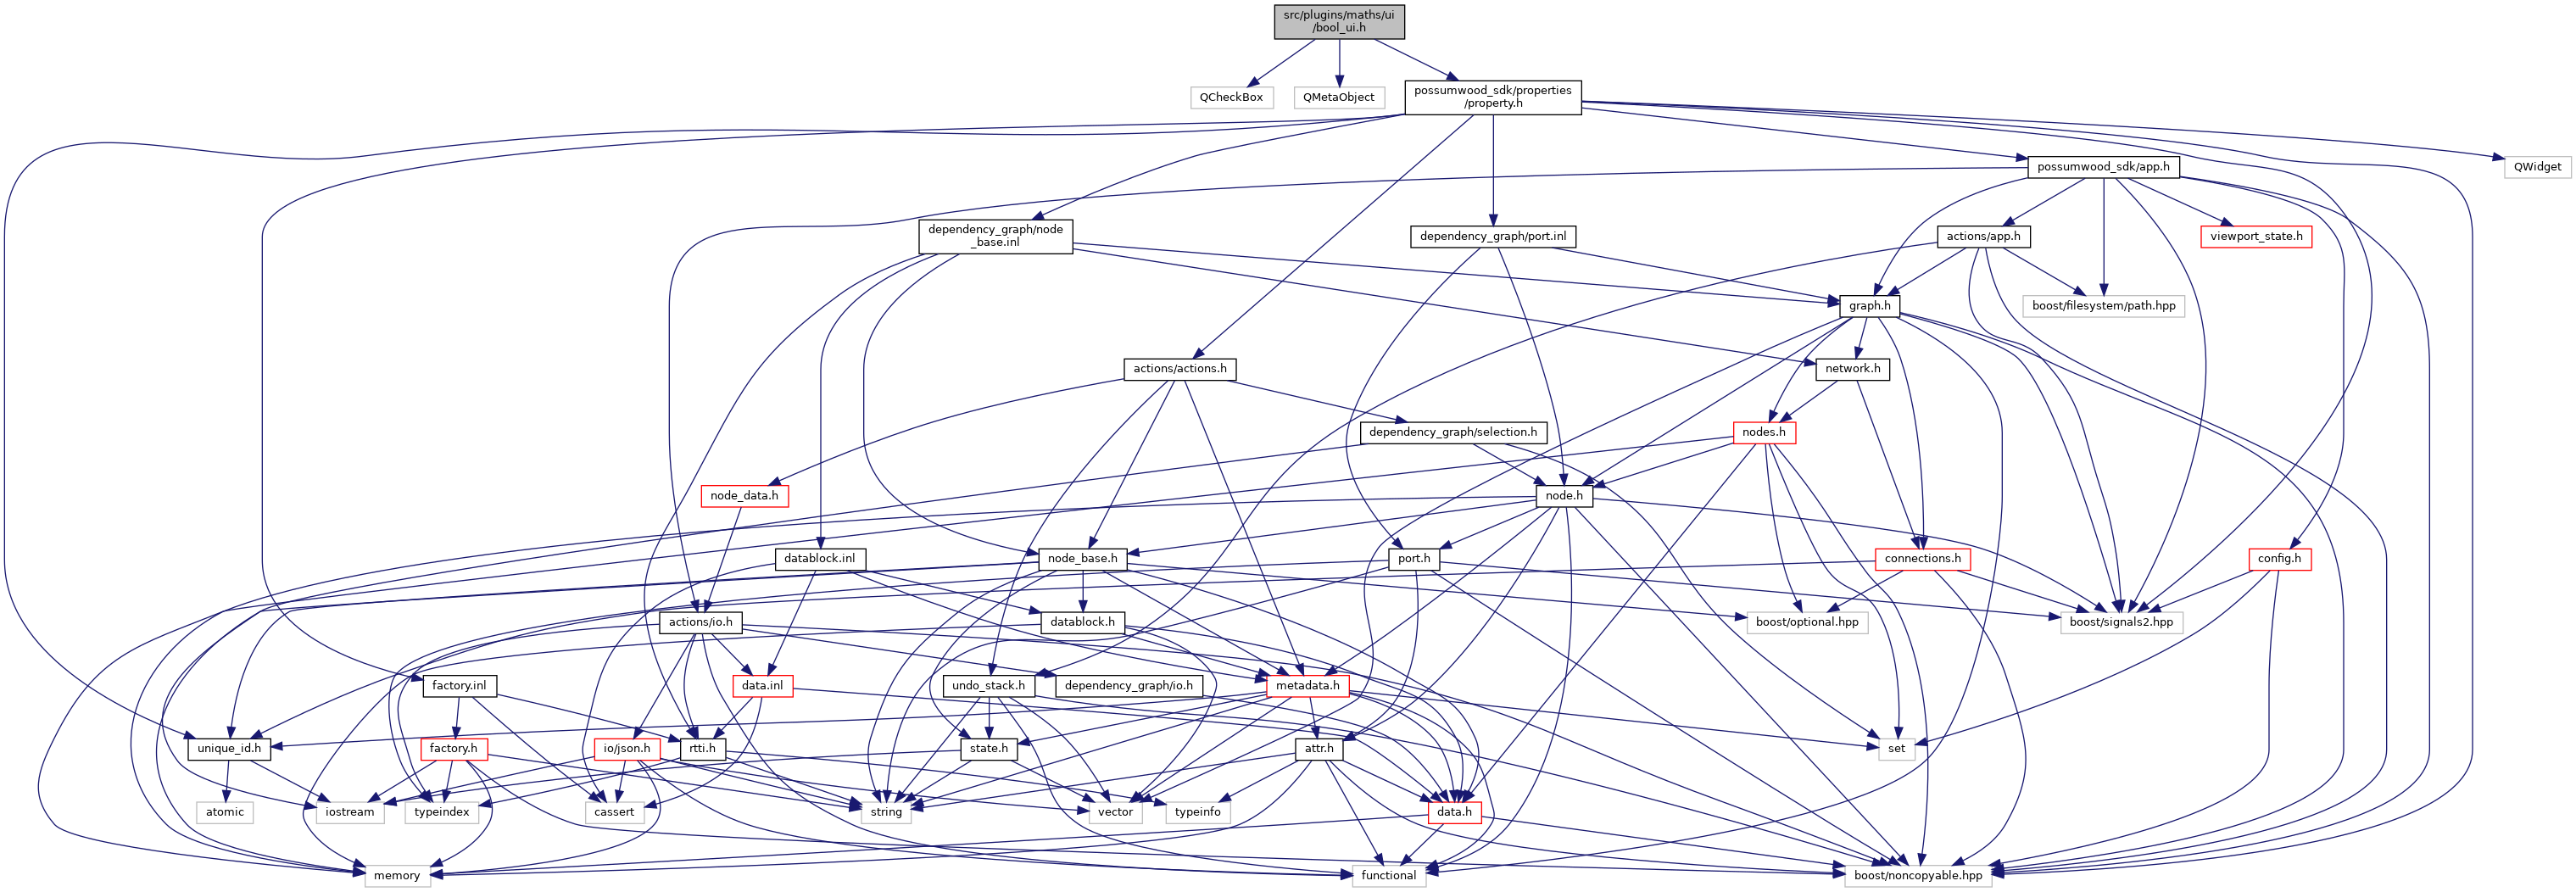 src/plugins/maths/ui
/bool_ui.h
QCheckBox
QMetaObject
possumwood_sdk/properties
/property.h
possumwood_sdk/app.h
QWidget
dependency_graph/node
_base.inl
dependency_graph/port.inl
actions/app.h
viewport_state.h
graph.h
boost/filesystem/path.hpp
actions/actions.h
network.h
dependency_graph/selection.h
nodes.h
node_data.h
node.h
datablock.inl
node_base.h
port.h
connections.h
config.h
actions/io.h
datablock.h
boost/optional.hpp
boost/signals2.hpp
factory.inl
data.inl
undo_stack.h
dependency_graph/io.h
metadata.h
unique_id.h
factory.h
io/json.h
rtti.h
state.h
attr.h
set
atomic
iostream
typeindex
cassert
string
vector
typeinfo
data.h
memory
functional
boost/noncopyable.hpp